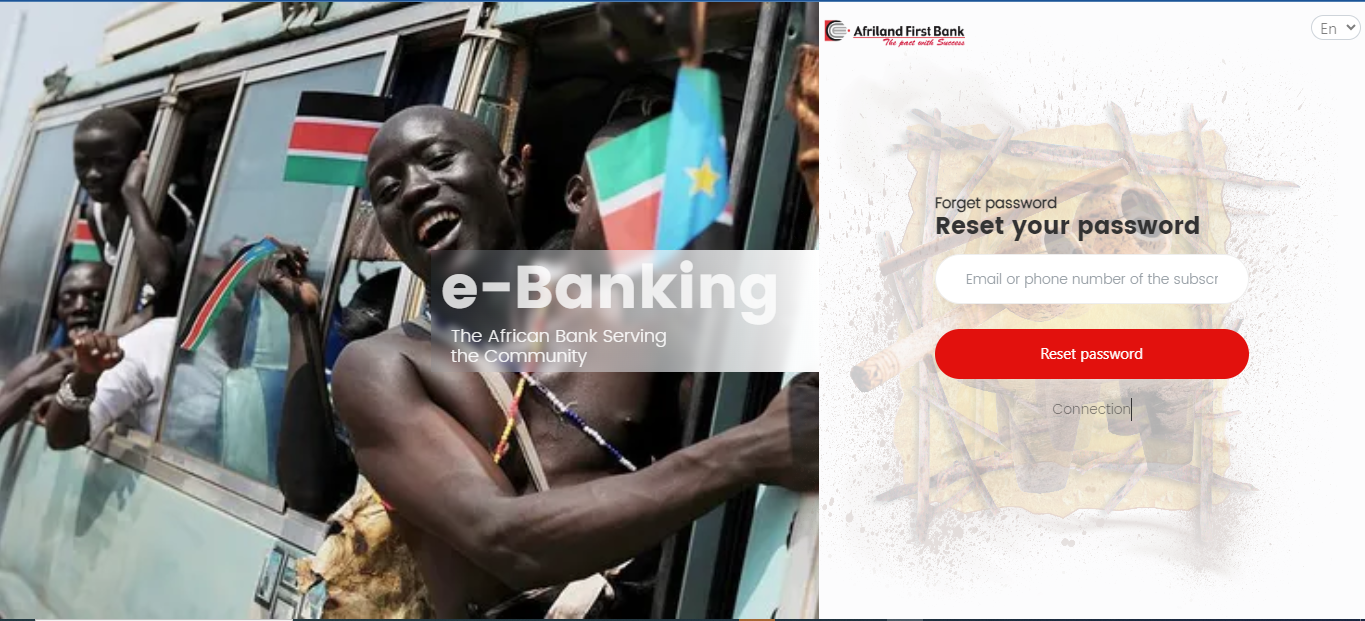 Afriland First Bank
The pact with Success
En
e-Banking
The African Bank Serving
the Community
Forget password
Reset your password
Email or phone number of the subscr
Reset password
Connection